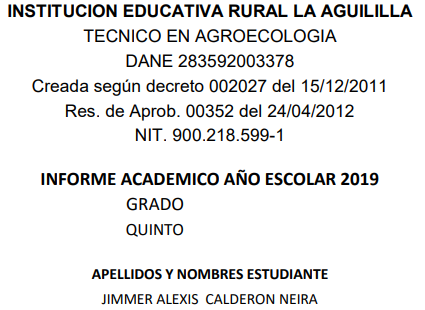 INSTITUCION EDUCATIVA RURAL LA AGUILILLA
TECNICO EN AGROECOLOGIA
DANE 283592003378
Creada según decreto 002027 del 15/12/2011
Res. de Aprob. 00352 del 24/04/2012
NIT. 900.218.599-1
INFORME ACADEMICO AÑO ESCOLAR 2019
GRADO
QUINTO
APELLIDOS Y NOMBRES ESTUDIANTE
JIMMER ALEXIS CALDERON NEIRA